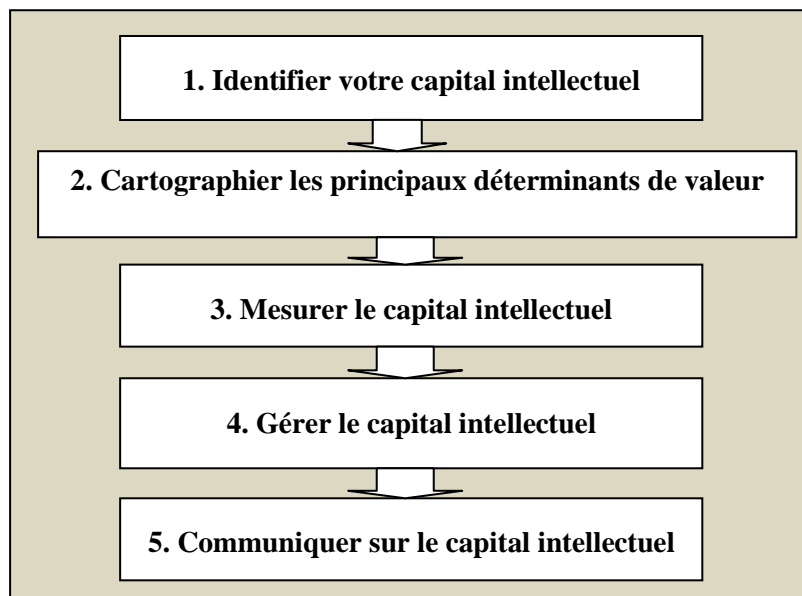 1. Identifier votre capital intellectuel
2. Cartographier les principaux déterminants de valeur
3. Mesurer le capital intellectuel
4. Gérer le capital intellectuel
5. Communiquer sur le capital intellectuel